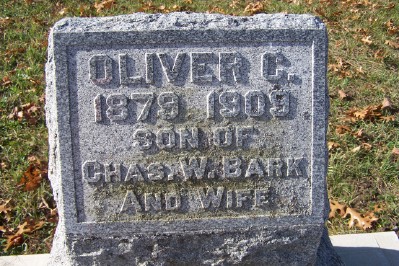 OLIVER C.
1879 1909
SON OF
CHAS. W. BARK
AND WIFE